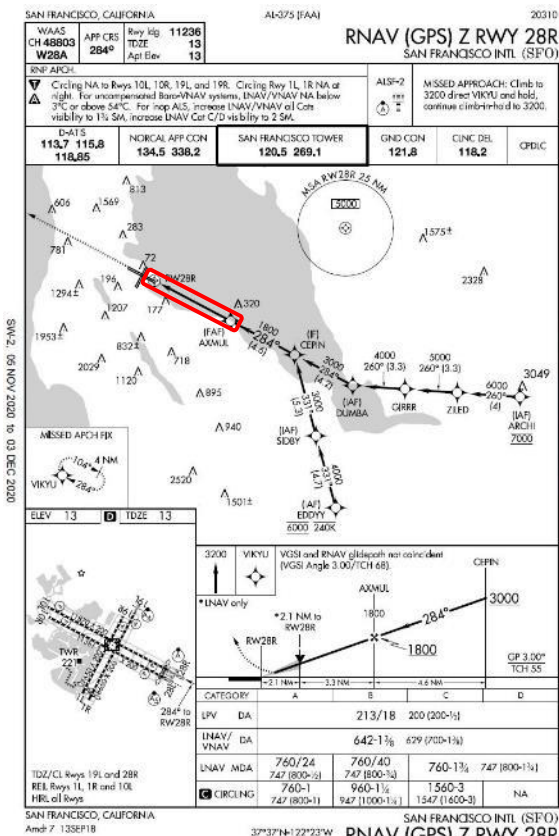 SAN FRANCISCO, CALIFORNIA
AL-375 (FAA)
20310
WAAS
CH 48803
W28A
APP CRS
284°
Rwy ldg 11236
TDZE 13
Apt Elev 13
RNAV (GPS) Z RWY 28R
SAN FRANCISCO INTL (SFO)
RNP APCH.
Circling NA to Rwys 10L, 10R, 19L, and 19R. Circling Rwy 1L, 1R NA at
night. For uncompensated Baro-VNAV systems, LNAV/VNAV NA below
3°C or above 54°C. For inop ALS, increase LNAV/VNAV all Cats
visibility to 1¾ SM, increase LNAV Cat C/D visibility to 2 SM.
ALSF-2
MISSED APPROACH: Climb to
3200 direct VIKYU and hold,
continue climb-in-hold to 3200.
D-ATIS
113.7 115.8
118.85
NORCAL APP CON
134.5 338.2
SAN FRANCISCO TOWER
120.5 269.1
GND CON
121.8
CLNC DEL
118.2
CPDLC
MSA RW28R 25 NM
5000
813
606
1569
283
781
72
196
1294±
1207
177
1953±
832±
718
2029
1120
895
940
2520
1501±
320
1575±
2328
3049
RW28R
(FAF)
AXMUL
1800
284°
(4.6)
(IF)
CEPIN
3000
284°
(4.2)
(IAF)
DUMBA
4000
260° (3.3)
GIRRR
5000
260° (3.3)
ZILED
6000
260°
(4)
(IAF)
ARCHI
7000
3000
331°
(5.3)
(IAF)
SIDBY
4000
331°
(4.7)
(IAF)
EDDYY
6000 240K
MISSED APCH FIX
104°
4 NM
VIKYU
284°
SW-2, 05 NOV 2020 to 03 DEC 2020
ELEV 13
D
TDZE 13
TWR
221
284° to
RW28R
TDZ/CL Rwys 19L and 28R
REIL Rwys 1L, 1R and 10L
HIRL all Rwys
3200
VIKYU
VGSI and RNAV glidepath not coincident
(VGSI Angle 3.00/TCH 68).
*LNAV only
*2.1 NM to
RW28R
RW28R
AXMUL
1800
CEPIN
284°
3000
1800
GP 3.00°
TCH 55
2.1 NM
3.3 NM
4.6 NM
CATEGORY A B C D
LPV DA 213/18 200 (200-½)
LNAV/
VNAV DA 642-1⅜ 629 (700-1⅜)
LNAV MDA 760/24
747 (800-½)
760/40
747 (800-¾)
760-1¾ 747 (800-1¾)
C CIRCLING 760-1
747 (800-1)
960-1¼
947 (1000-1¼)
1560-3
1547 (1600-3)
NA
SAN FRANCISCO, CALIFORNIA
Amdt 7 13SEP18
37°37'N-122°23'W
SAN FRANCISCO INTL (SFO)
RNAV (GPS) Z RWY 28R